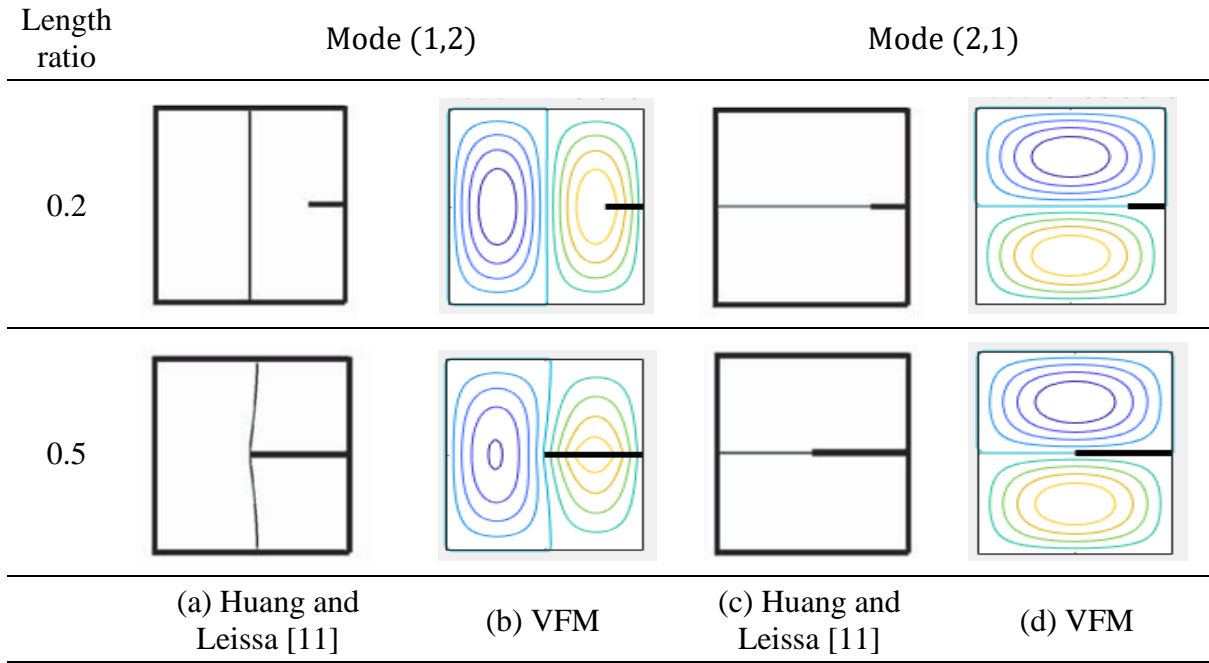 Length
ratio
Mode (1,2)
Mode (2,1)
0.2
0.5
(a) Huang and
Leissa [11]
(b) VFM
(c) Huang and
Leissa [11]
(d) VFM